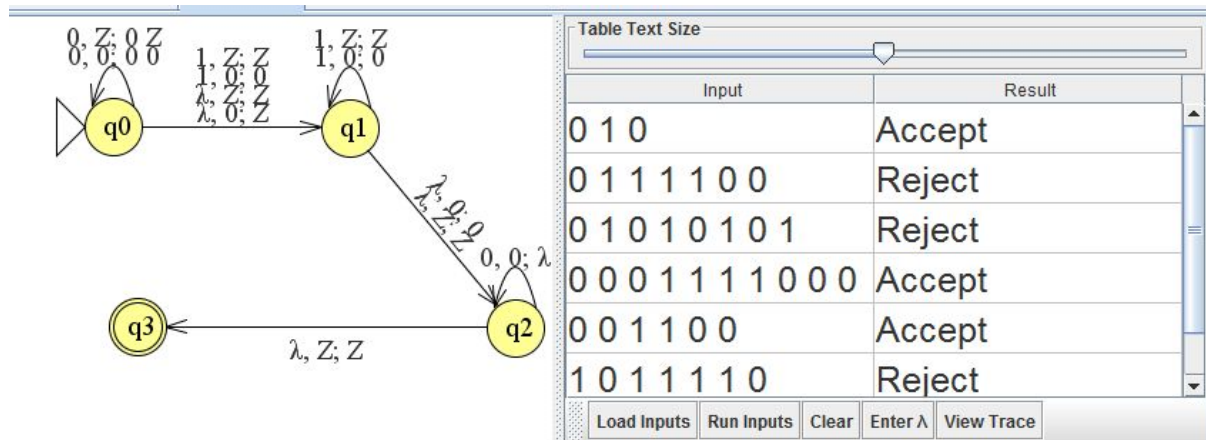 0, Z; 0 Z
0, 0; 0 0
1, Z; Z
1, 0; 0
λ, Z; Z
λ, 0; Z
1, Z; Z
1, 0; 0
q0
q1
λ, 0; 0
λ, Z; Z
0, 0; λ
q3
q2
λ, Z; Z
Table Text Size
Input Result
0 1 0 Accept
0 1 1 1 1 0 0 Reject
0 1 0 1 0 1 0 1 Reject
0 0 0 1 1 1 1 0 0 0 Accept
0 0 1 1 0 0 Accept
1 0 1 1 1 1 0 Reject
Load Inputs Run Inputs Clear Enter λ View Trace